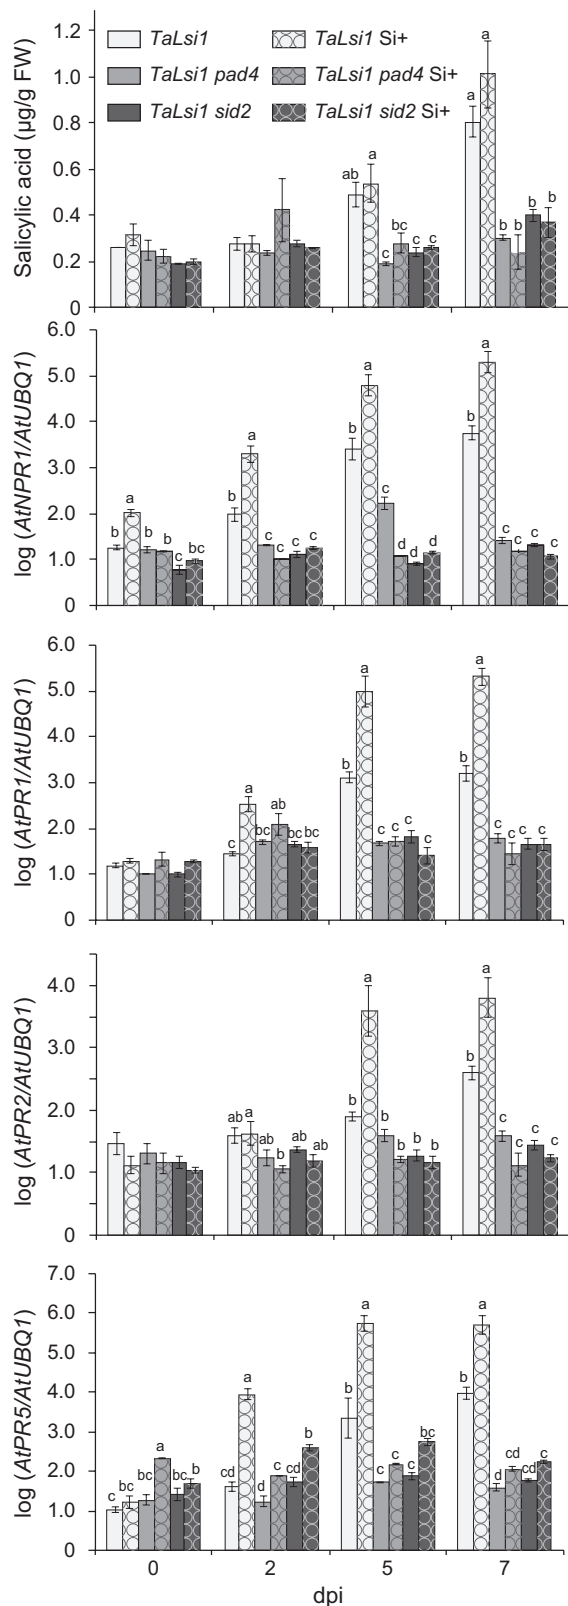 Salicylic acid (µg/g FW)
1.2
1.0
0.8
0.6
0.4
0.2
0
TaLsi1
TaLsi1 Si+
TaLsi1 pad4
TaLsi1 pad4 Si+
TaLsi1 sid2
TaLsi1 sid2 Si+
ab a c bc c c
a a b b b b
log (AtNPR1/AtUBQ1)
6.0
5.0
4.0
3.0
2.0
1.0
0
b a b b c bc
b a c c c c
b a c d d d
b a c c c c
log (AtPR1/AtUBQ1)
6.0
5.0
4.0
3.0
2.0
1.0
0
c a bc ab bc bc
b a c c c c
b a c c c c
log (AtPR2/AtUBQ1)
4.0
3.0
2.0
1.0
0
ab a ab b c ab
b a b b b b
b a c c c c
log (AtPR5/AtUBQ1)
7.0
6.0
5.0
4.0
3.0
2.0
1.0
0
c bc bc a bc b
cd a d c cd b
b a c c c bc
b a d cd cd c
0 2 5 7
dpi